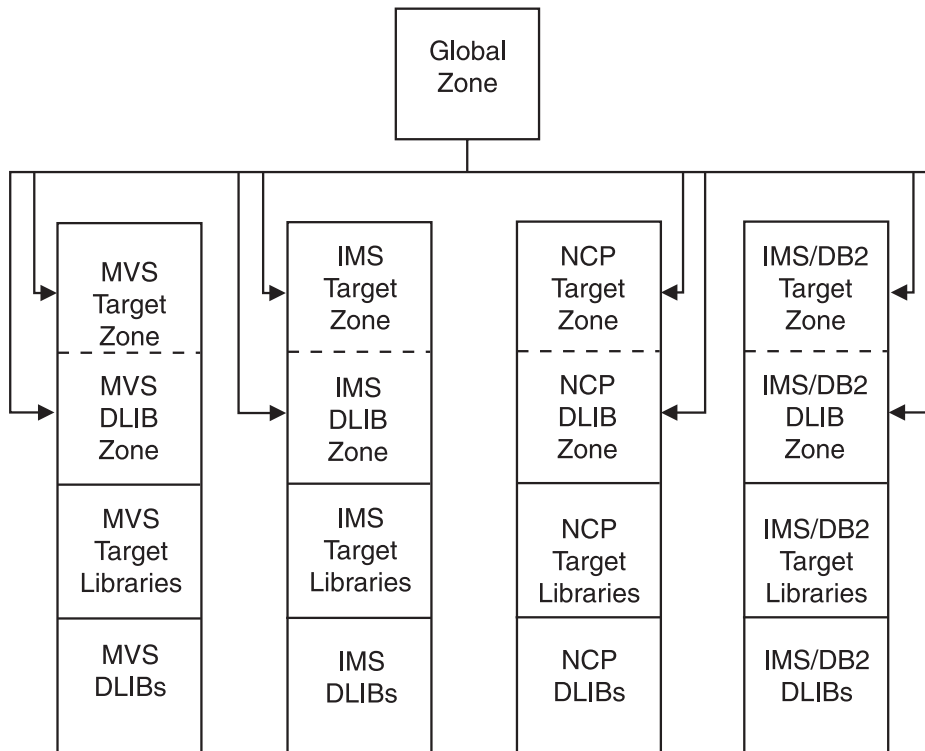 Global
Zone
MVS
Target
Zone
MVS
DLIB
Zone
MVS
Target
Libraries
MVS
DLIBs
IMS
Target
Zone
IMS
DLIB
Zone
IMS
Target
Libraries
IMS
DLIBs
NCP
Target
Zone
NCP
DLIB
Zone
NCP
Target
Libraries
NCP
DLIBs
IMS/DB2
Target
Zone
IMS/DB2
DLIB
Zone
IMS/DB2
Target
Libraries
IMS/DB2
DLIBs